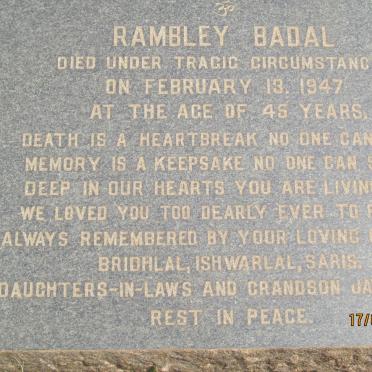 ॐ
RAMBLEY BADAL
DIED UNDER TRAGIC CIRCUMSTANC
ON FEBRUARY 13, 1947
AT THE AGE OF 45 YEARS,
DEATH IS A HEARTBREAK NO ONE CAN
MEMORY IS A KEEPSAKE NO ONE CAN S
DEEP IN OUR HEARTS YOU ARE LIVIN
WE LOVED YOU TOO DEARLY EVER TO
ALWAYS REMEMBERED BY YOUR LOVING
BRIDHLAL, ISHWARLAL, SARIS.
DAUGHTERS-IN-LAWS AND GRANDSON JA
REST IN PEACE.
17/